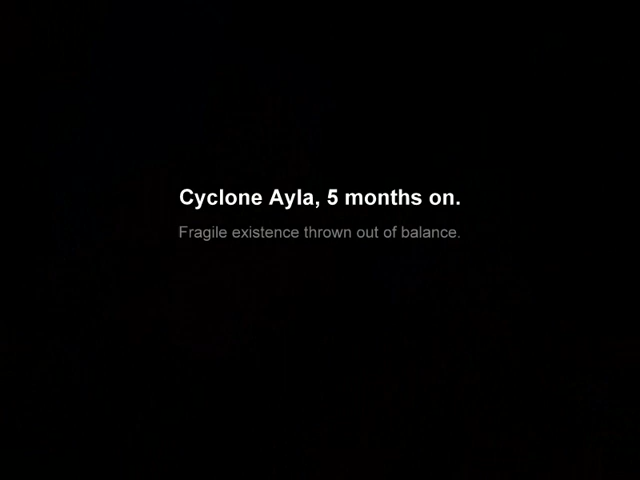 Cyclone Ayla, 5 months on.
Fragile existence thrown out of balance.